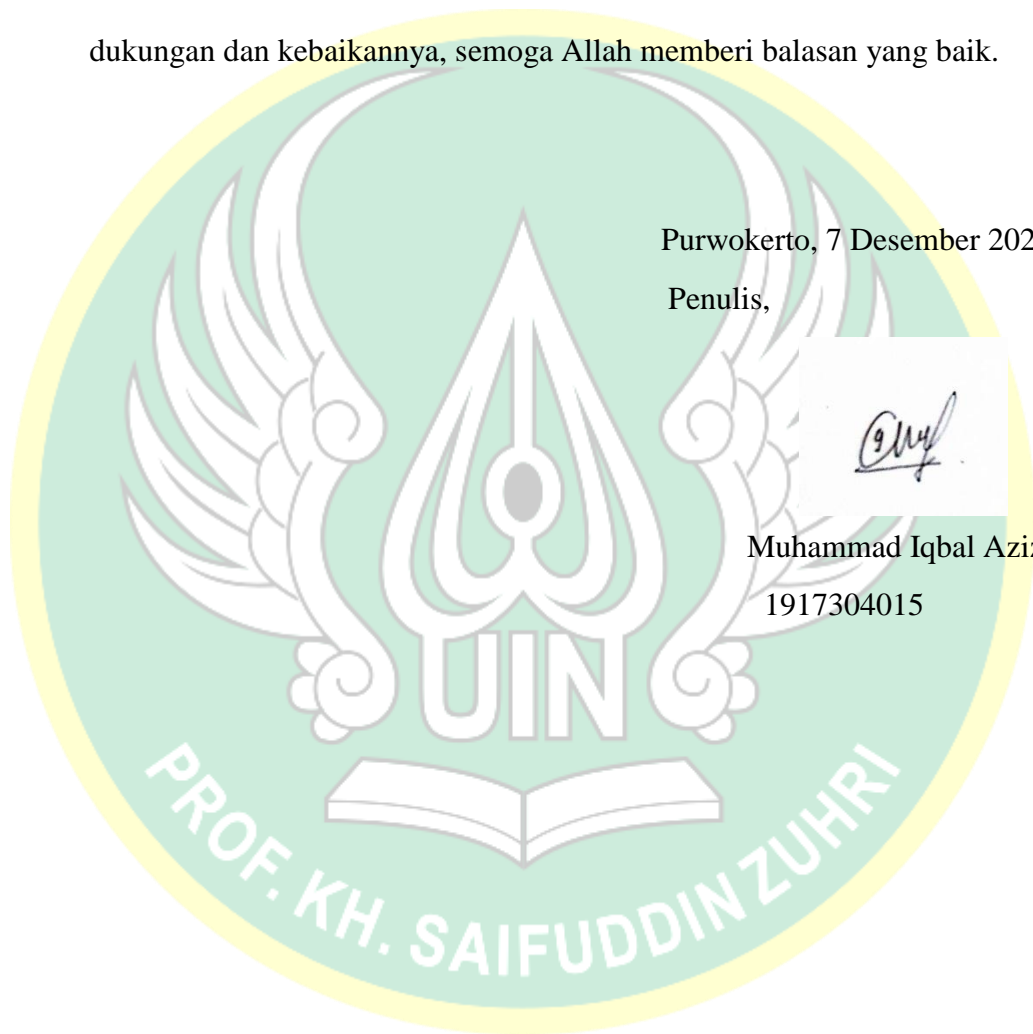 dukungan dan kebaikannya, semoga Allah memberi balasan yang baik.
Purwokerto, 7 Desember 202
Penulis,
Muhammad Iqbal Aziz
1917304015
UIN
PROF. KH. SAIFUDDIN ZUHRI